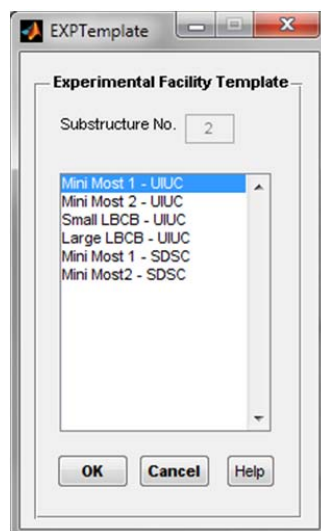 EXPTemplate
Experimental Facility Template
Substructure No. 2
Mini Most 1 - UIUC
Mini Most 2 - UIUC
Small LBCB - UIUC
Large LBCB - UIUC
Mini Most 1 - SDSC
Mini Most2 - SDSC
OK Cancel Help